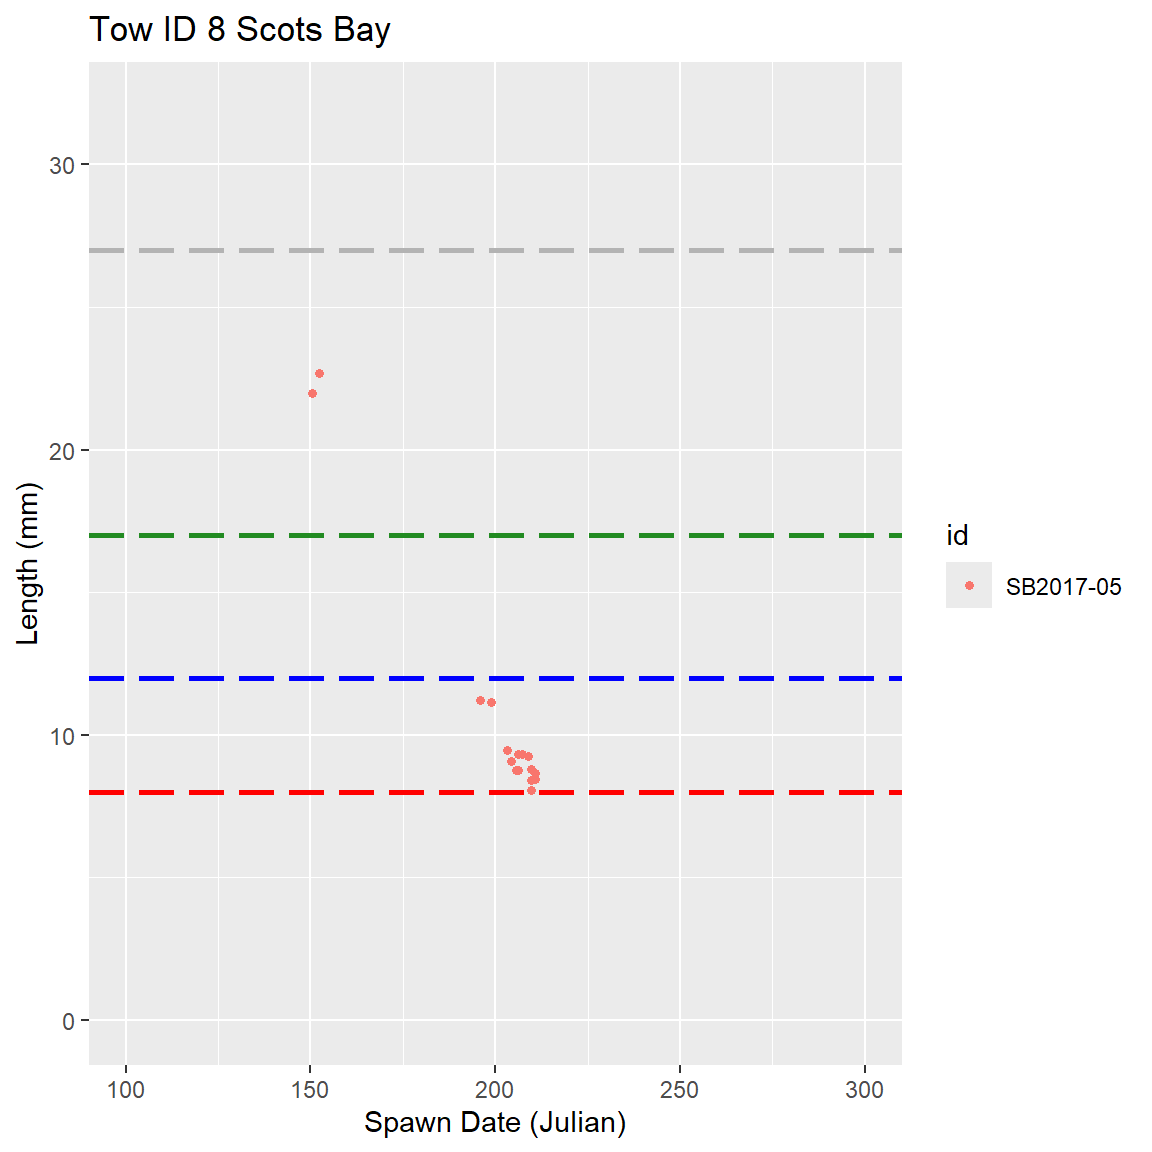 Tow ID 8 Scots Bay
Length (mm)
30
20
10
0
100 150 200 250 300
Spawn Date (Julian)
id
SB2017-05